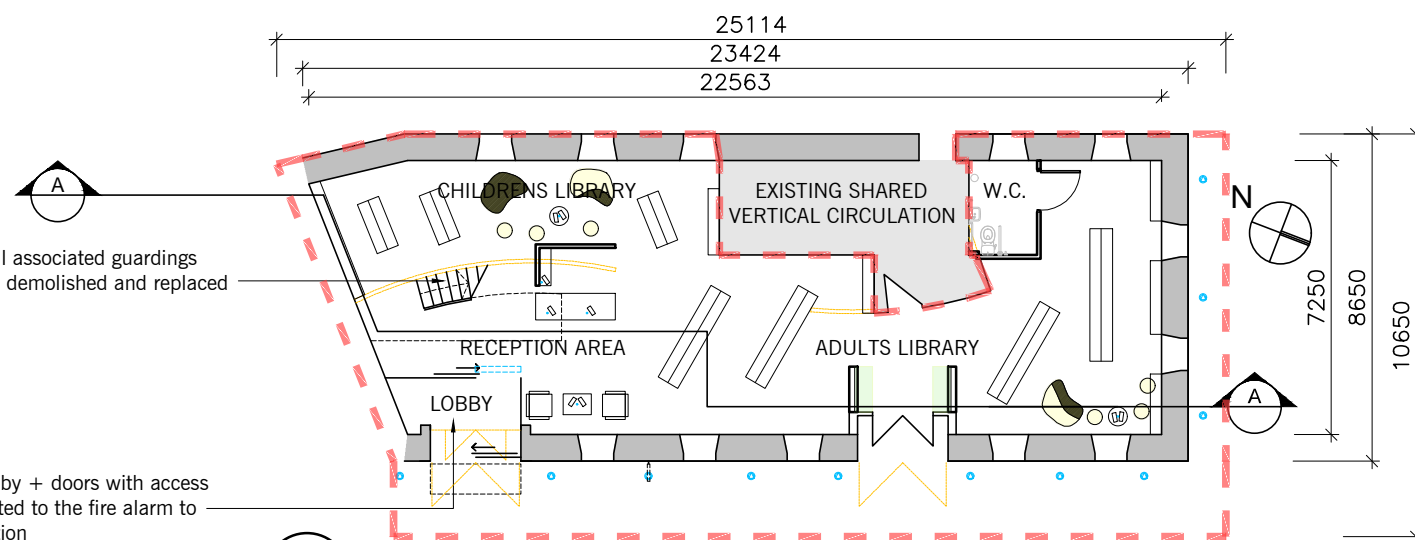 25114
23424
22563
A
CHILDRENS LIBRARY
EXISTING SHARED
VERTICAL CIRCULATION
W.C.
N
l associated guardings
demolished and replaced
7250
8650
10650
RECEPTION AREA
ADULTS LIBRARY
LOBBY
A
by + doors with access
ted to the fire alarm to
tion